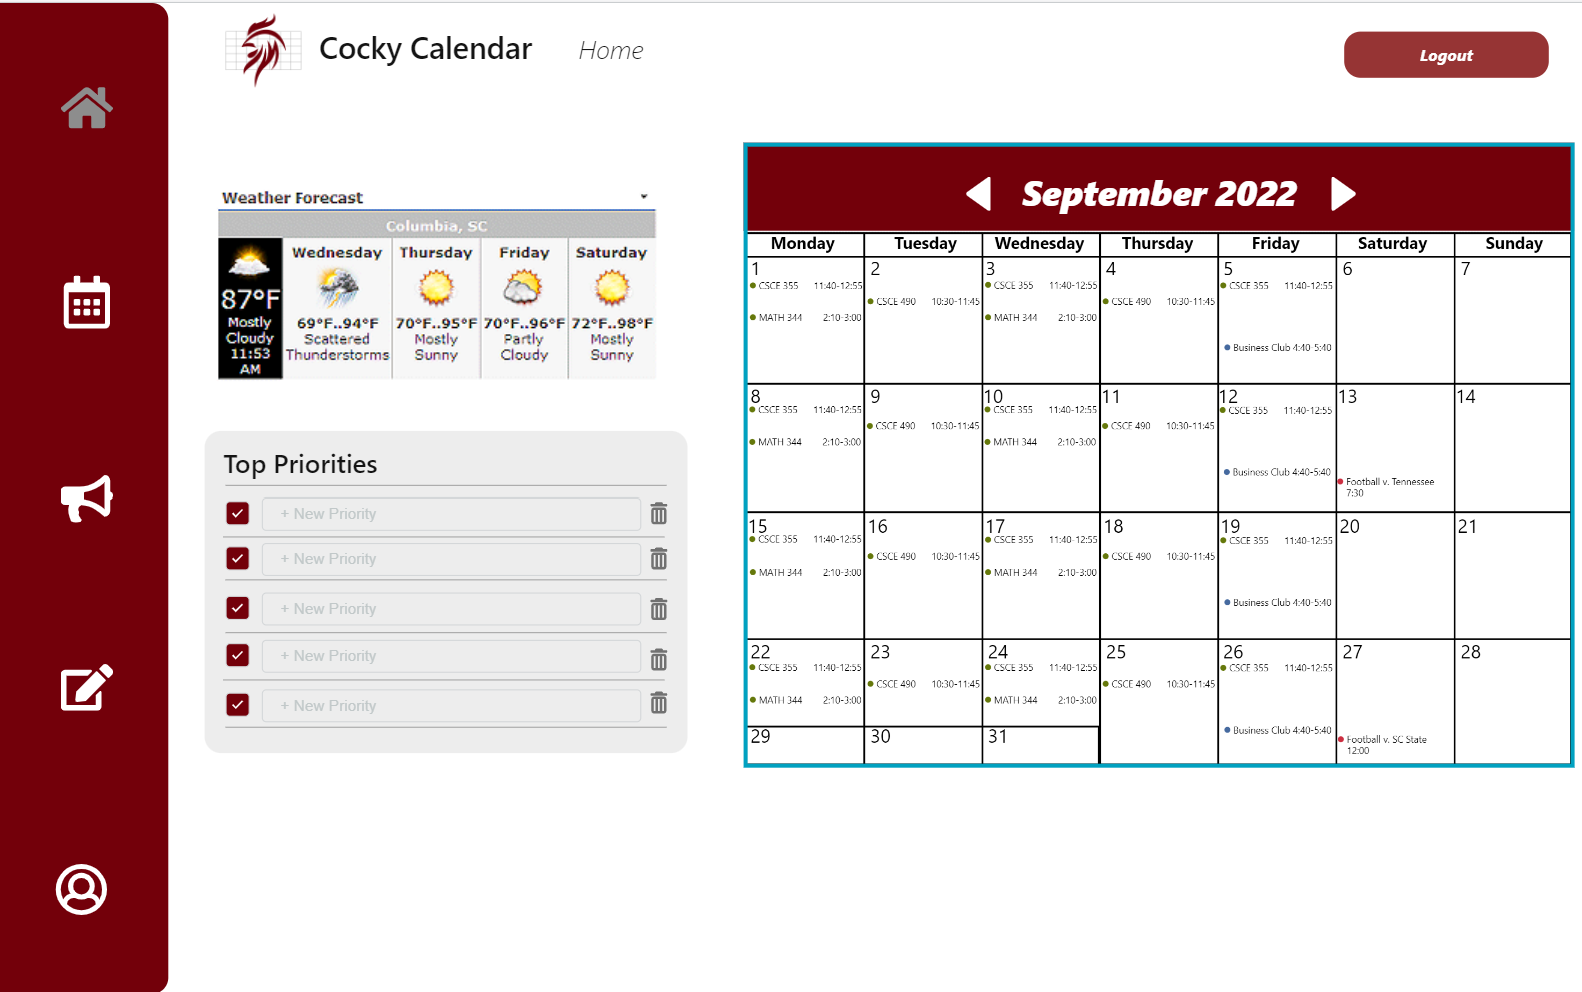 Cocky Calendar
Home
Logout
Weather Forecast
Columbia, SC
87°F
Mostly
Cloudy
11:53
AM
Wednesday
69°F..94°F
Scattered
Thunderstorms
Thursday
70°F..95°F
Mostly
Sunny
Friday
70°F..96°F
Partly
Cloudy
Saturday
72°F..98°F
Mostly
Sunny
Top Priorities
+ New Priority
+ New Priority
+ New Priority
+ New Priority
+ New Priority
September 2022
Monday Tuesday Wednesday Thursday Friday Saturday Sunday
1 2 3 4 5 6 7
CSCE 355 11:40-12:55 CSCE 355 11:40-12:55 CSCE 355 11:40-12:55
CSCE 490 10:30-11:45 CSCE 490 10:30-11:45
MATH 344 2:10-3:00 MATH 344 2:10-3:00
Business Club 4:40-5:40
8 9 10 11 12 13 14
CSCE 355 11:40-12:55 CSCE 355 11:40-12:55 CSCE 355 11:40-12:55
CSCE 490 10:30-11:45 CSCE 490 10:30-11:45
MATH 344 2:10-3:00 MATH 344 2:10-3:00
Business Club 4:40-5:40
Football v. Tennessee
7:30
15 16 17 18 19 20 21
CSCE 355 11:40-12:55 CSCE 355 11:40-12:55 CSCE 355 11:40-12:55
CSCE 490 10:30-11:45 CSCE 490 10:30-11:45
MATH 344 2:10-3:00 MATH 344 2:10-3:00
Business Club 4:40-5:40
22 23 24 25 26 27 28
CSCE 355 11:40-12:55 CSCE 355 11:40-12:55 CSCE 355 11:40-12:55
CSCE 490 10:30-11:45 CSCE 490 10:30-11:45
MATH 344 2:10-3:00 MATH 344 2:10-3:00
Business Club 4:40-5:40
Football v. SC State
12:00
29 30 31